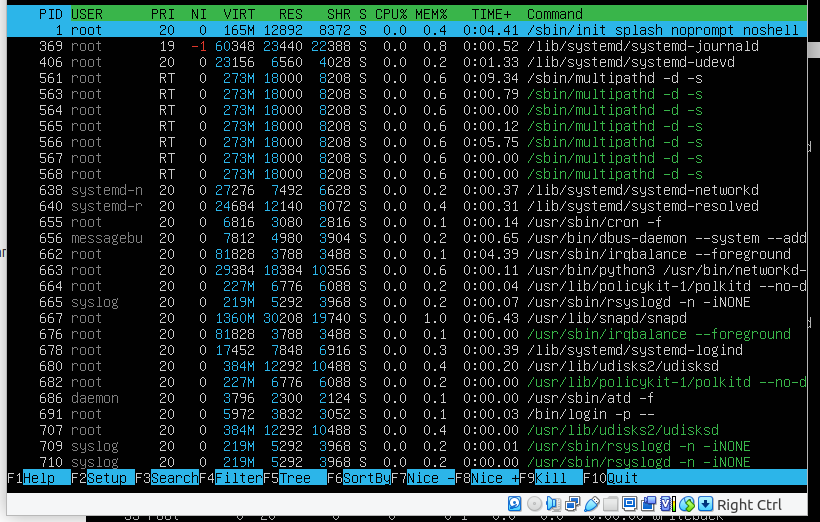 PID USER PRI NI VIRT RES SHR S CPU% MEM% TIME+ Command
1 root 20 0 165M 12892 8372 S 0.0 0.4 0:04.41 /sbin/init splash noprompt noshell
369 root 19 -1 60348 23440 22388 S 0.0 0.8 0:00.52 /lib/systemd/systemd-journald
406 root 20 0 23156 6560 4028 S 0.0 0.2 0:01.33 /lib/systemd/systemd-udevd
561 root RT 0 273M 18000 8208 S 0.0 0.6 0:09.34 /sbin/multipathd -d -s
563 root RT 0 273M 18000 8208 S 0.0 0.6 0:00.79 /sbin/multipathd -d -s
564 root RT 0 273M 18000 8208 S 0.0 0.6 0:00.00 /sbin/multipathd -d -s
565 root RT 0 273M 18000 8208 S 0.0 0.6 0:00.12 /sbin/multipathd -d -s
566 root RT 0 273M 18000 8208 S 0.0 0.6 0:05.75 /sbin/multipathd -d -s
567 root RT 0 273M 18000 8208 S 0.0 0.6 0:00.00 /sbin/multipathd -d -s
568 root RT 0 273M 18000 8208 S 0.0 0.6 0:00.00 /sbin/multipathd -d -s
638 systemd-n 20 0 27276 7492 6628 S 0.0 0.2 0:00.37 /lib/systemd/systemd-networkd
640 systemd-r 20 0 24684 12140 8072 S 0.0 0.4 0:00.31 /lib/systemd/systemd-resolved
655 root 20 0 6816 3080 2816 S 0.0 0.1 0:00.14 /usr/sbin/cron -f
656 messagebu 20 0 7812 4980 3904 S 0.0 0.2 0:00.65 /usr/bin/dbus-daemon --system --add
662 root 20 0 81828 3788 3488 S 0.0 0.1 0:04.39 /usr/sbin/irqbalance --foreground
663 root 20 0 29384 18384 10356 S 0.0 0.6 0:00.11 /usr/bin/python3 /usr/bin/networkd-
664 root 20 0 227M 6776 6088 S 0.0 0.2 0:00.04 /usr/lib/policykit-1/polkitd --no-d
665 syslog 20 0 219M 5292 3968 S 0.0 0.2 0:00.07 /usr/sbin/rsyslogd -n -iNONE
667 root 20 0 1360M 30208 19740 S 0.0 1.0 0:06.43 /usr/lib/snapd/snapd
676 root 20 0 81828 3788 3488 S 0.0 0.1 0:00.00 /usr/sbin/irqbalance --foreground
678 root 20 0 17452 7848 6916 S 0.0 0.3 0:00.39 /lib/systemd/systemd-logind
680 root 20 0 384M 12292 10488 S 0.0 0.4 0:00.20 /usr/lib/udisks2/udisksd
682 root 20 0 227M 6776 6088 S 0.0 0.2 0:00.00 /usr/lib/policykit-1/polkitd --no-d
686 daemon 20 0 3796 2300 2124 S 0.0 0.1 0:00.00 /usr/sbin/atd -f
691 root 20 0 5972 3832 3052 S 0.0 0.1 0:00.03 /bin/login -p --
707 root 20 0 384M 12292 10488 S 0.0 0.4 0:00.00 /usr/lib/udisks2/udisksd
709 syslog 20 0 219M 5292 3968 S 0.0 0.2 0:00.01 /usr/sbin/rsyslogd -n -iNONE
710 syslog 20 0 219M 5292 3968 S 0.0 0.2 0:00.00 /usr/sbin/rsyslogd -n -iNONE
F1Help F2Setup F3SearchF4FilterF5Tree F6SortByF7Nice -F8Nice +F9Kill F10Quit
Right Ctrl